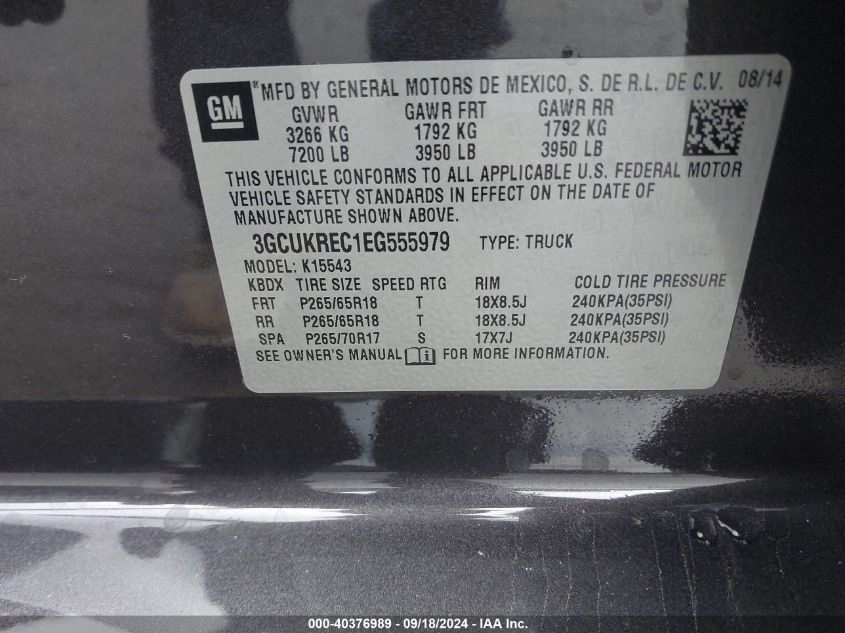 GM ® MFD BY GENERAL MOTORS DE MEXICO, S. DE R.L. DE C.V. 08/14
GVWR GAWR FRT GAWR RR
3266 KG 1792 KG 1792 KG
7200 LB 3950 LB 3950 LB
THIS VEHICLE CONFORMS TO ALL APPLICABLE U.S. FEDERAL MOTOR
VEHICLE SAFETY STANDARDS IN EFFECT ON THE DATE OF
MANUFACTURE SHOWN ABOVE.
3GCUKREC1EG555979 TYPE: TRUCK
MODEL: K15543
KBDX TIRE SIZE SPEED RTG RIM COLD TIRE PRESSURE
FRT P265/65R18 T 18X8.5J 240KPA(35PSI)
RR P265/65R18 T 18X8.5J 240KPA(35PSI)
SPA P265/70R17 S 17X7J 240KPA(35PSI)
SEE OWNER'S MANUAL FOR MORE INFORMATION.
000-40376989 - 09/18/2024 - IAA Inc.